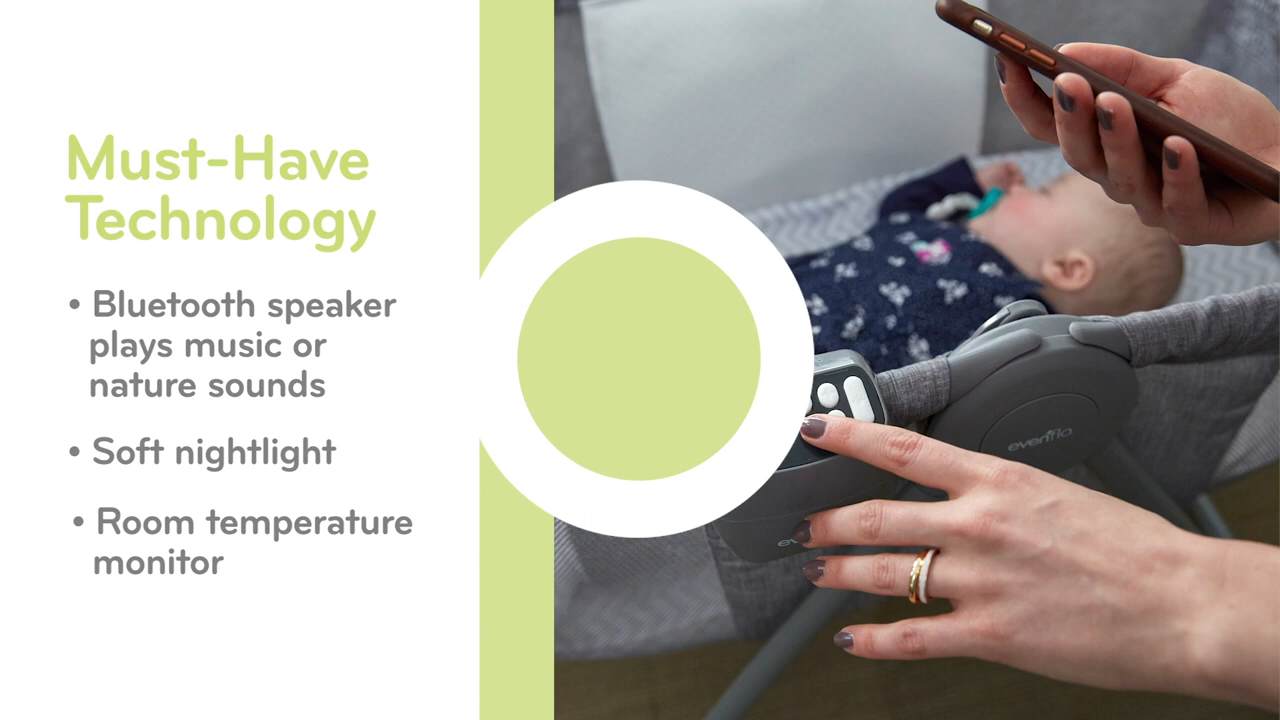 Must-Have
Technology
• Bluetooth speaker
plays music or
nature sounds
• Soft nightlight
• Room temperature
monitor
evenflo